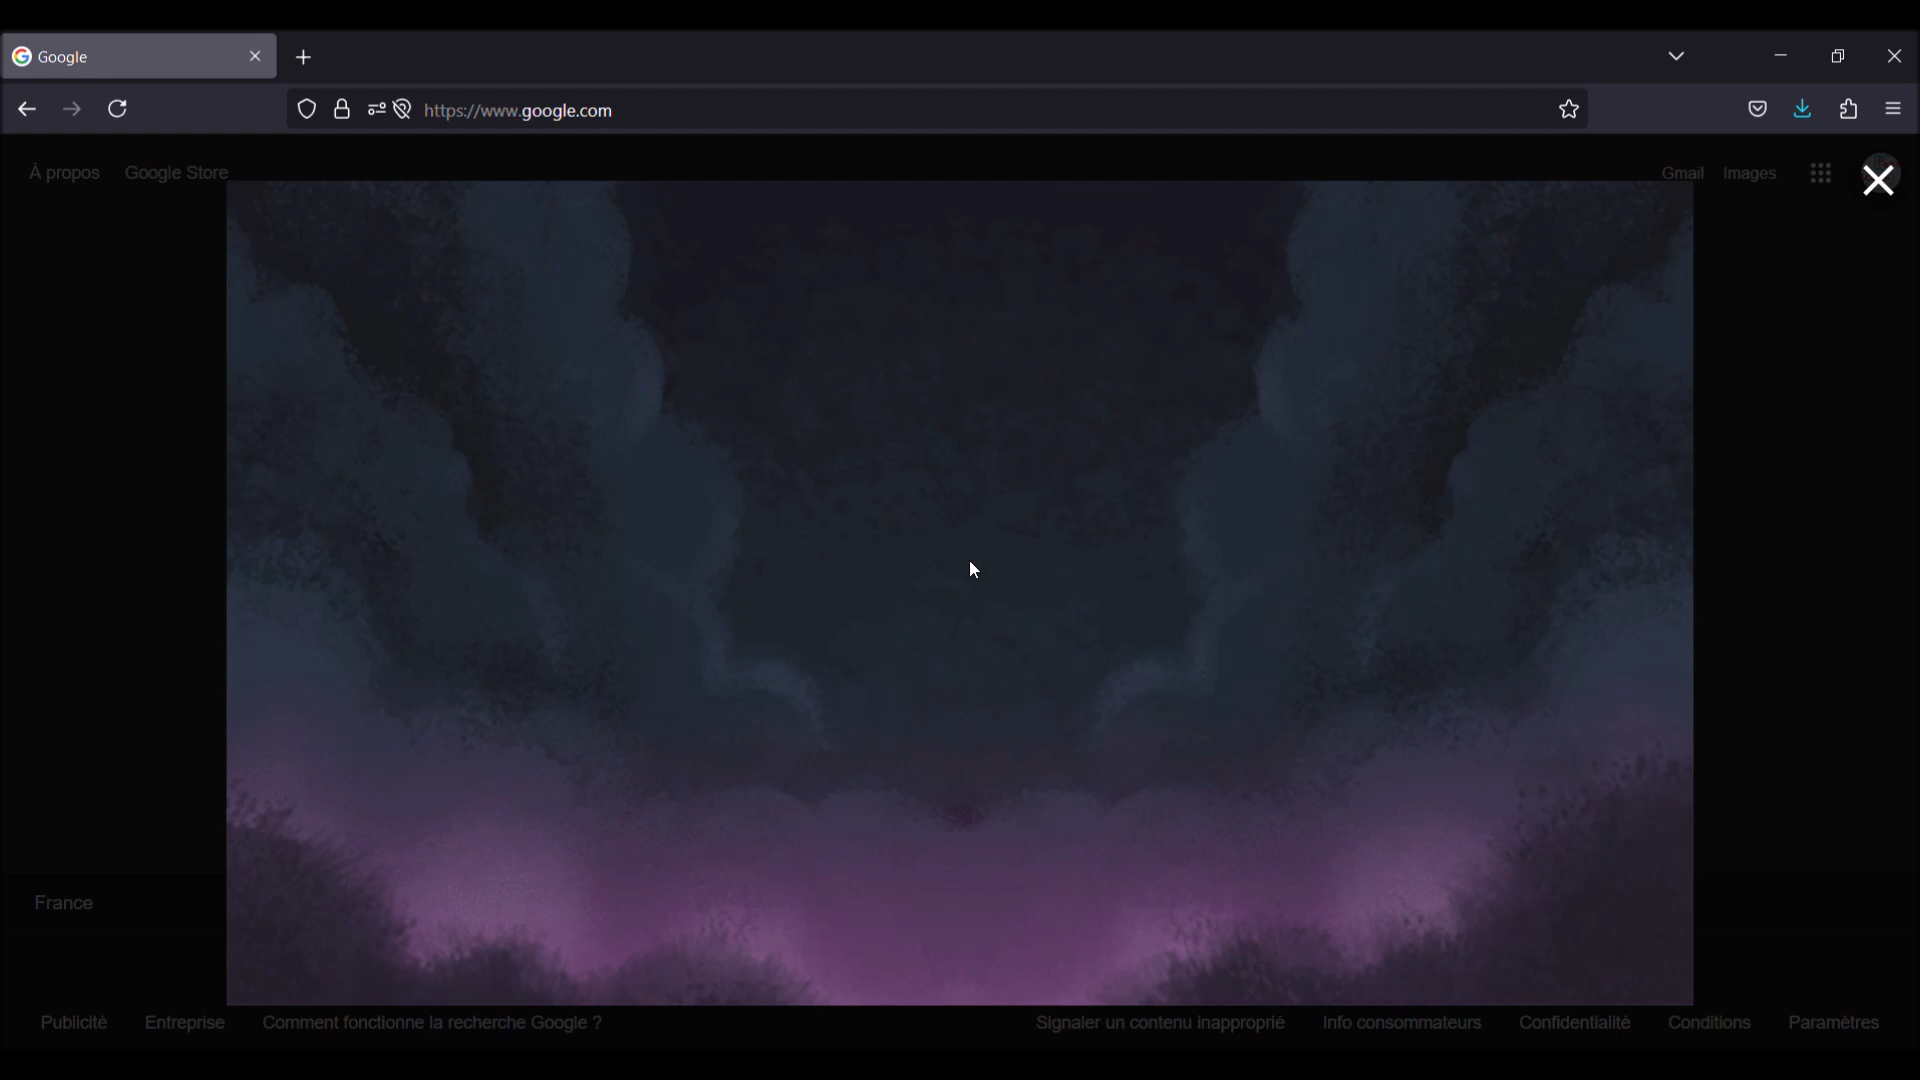 Google
https://www.google.com
À propos Google Store Gmail Images
France
Publicité Entreprise Comment fonctionne la recherche Google ? Signaler un contenu inapproprié Info consommateurs Confidentialité Conditions Paramètres